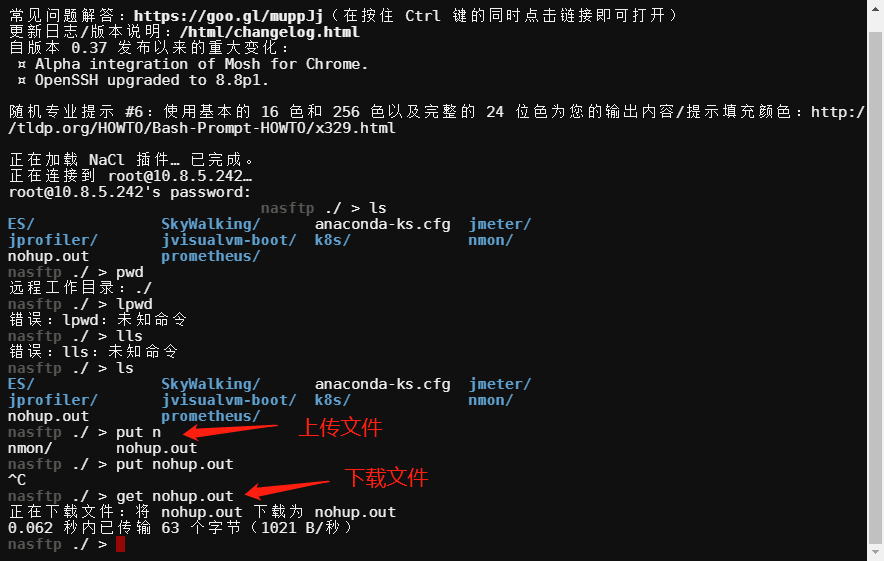 常见问题解答：https://goo.gl/muppJj（在按住 Ctrl 键的同时点击链接即可打开）
更新日志/版本说明：/html/changelog.html
自版本 0.37 发布以来的重大变化：
¤ Alpha integration of Mosh for Chrome.
¤ OpenSSH upgraded to 8.8p1.
随机专业提示 #6：使用基本的 16 色和 256 色以及完整的 24 位色为您的输出内容/提示填充颜色：http:/
/tldp.org/HOWTO/Bash-Prompt-HOWTO/x329.html
正在加载 NaCl 插件… 已完成。
正在连接到 root@10.8.5.242…
root@10.8.5.242's password:
nasftp ./ > ls
ES/ SkyWalking/ anaconda-ks.cfg jmeter/
jprofiler/ jvisualvm-boot/ k8s/ nmon/
nohup.out prometheus/
nasftp ./ > pwd
远程工作目录：./
nasftp ./ > lpwd
错误：lpwd：未知命令
nasftp ./ > lls
错误：lls：未知命令
nasftp ./ > ls
ES/ SkyWalking/ anaconda-ks.cfg jmeter/
jprofiler/ jvisualvm-boot/ k8s/ nmon/
nohup.out prometheus/
nasftp ./ > put n 上传文件
nmon/ nohup.out
nasftp ./ > put nohup.out
^C 下载文件
nasftp ./ > get nohup.out
正在下载文件：将 nohup.out 下载为 nohup.out
0.062 秒内已传输 63 个字节（1021 B/秒）
nasftp ./ >